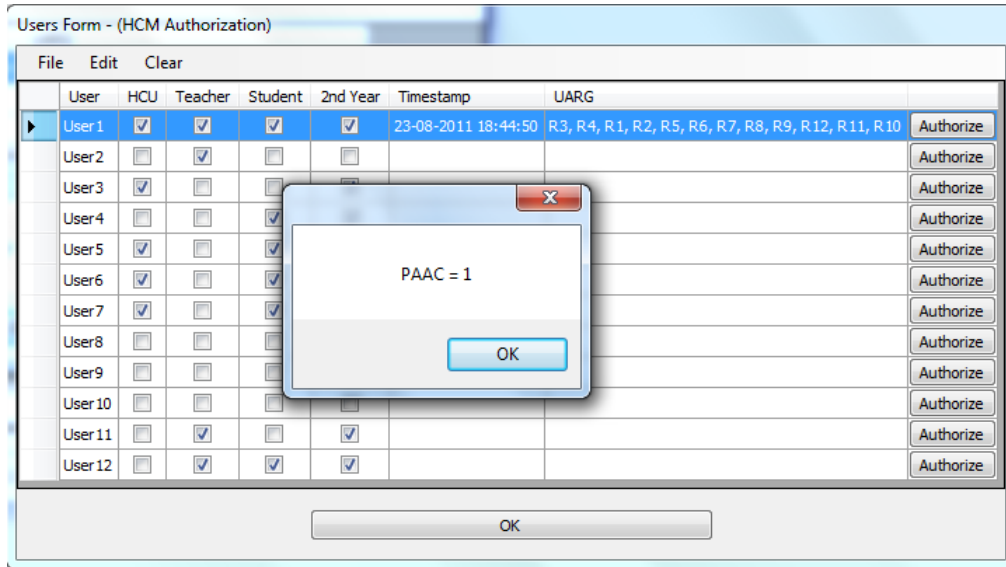 Users Form - (HCM Authorization)
File Edit Clear
User HCU Teacher Student 2nd Year Timestamp UARG
User1 23-08-2011 18:44:50 R3, R4, R1, R2, R5, R6, R7, R8, R9, R12, R11, R10 Authorize
User2 Authorize
User3 Authorize
User4 Authorize
User5 Authorize
User6 Authorize
User7 Authorize
User8 Authorize
User9 Authorize
User10 Authorize
User11 Authorize
User12 Authorize
PAAC = 1
OK
OK